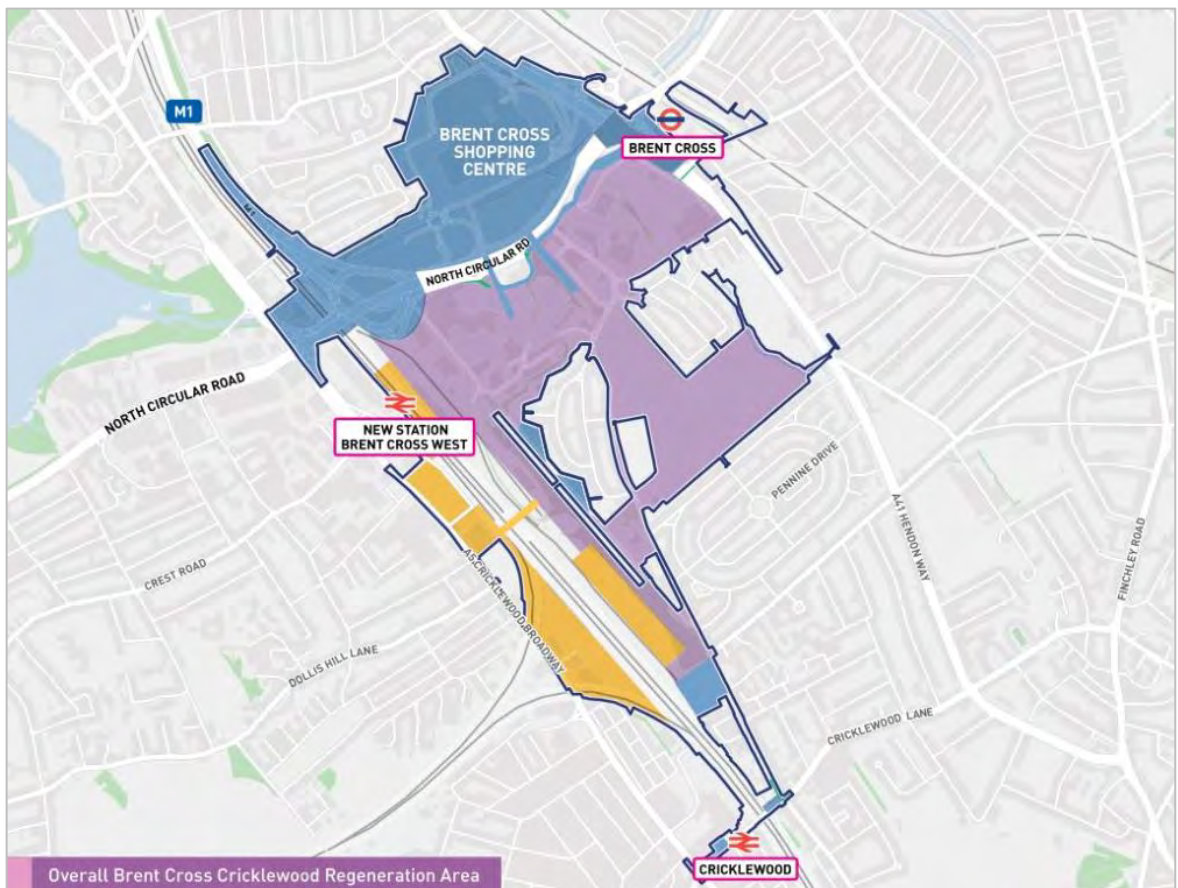 M1
BRENT CROSS
SHOPPING
CENTRE
BRENT CROSS
M1
NORTH CIRCULAR RD
NORTH CIRCULAR ROAD
NEW STATION
BRENT CROSS WEST
PENNINE DRIVE
A41 HENDON WAY
FINCHLEY ROAD
CREST ROAD
A5 CRICKLEWOOD BROADWAY
DOLLIS HILL LANE
CRICKLEWOOD LANE
CRICKLEWOOD
Overall Brent Cross Cricklewood Regeneration Area